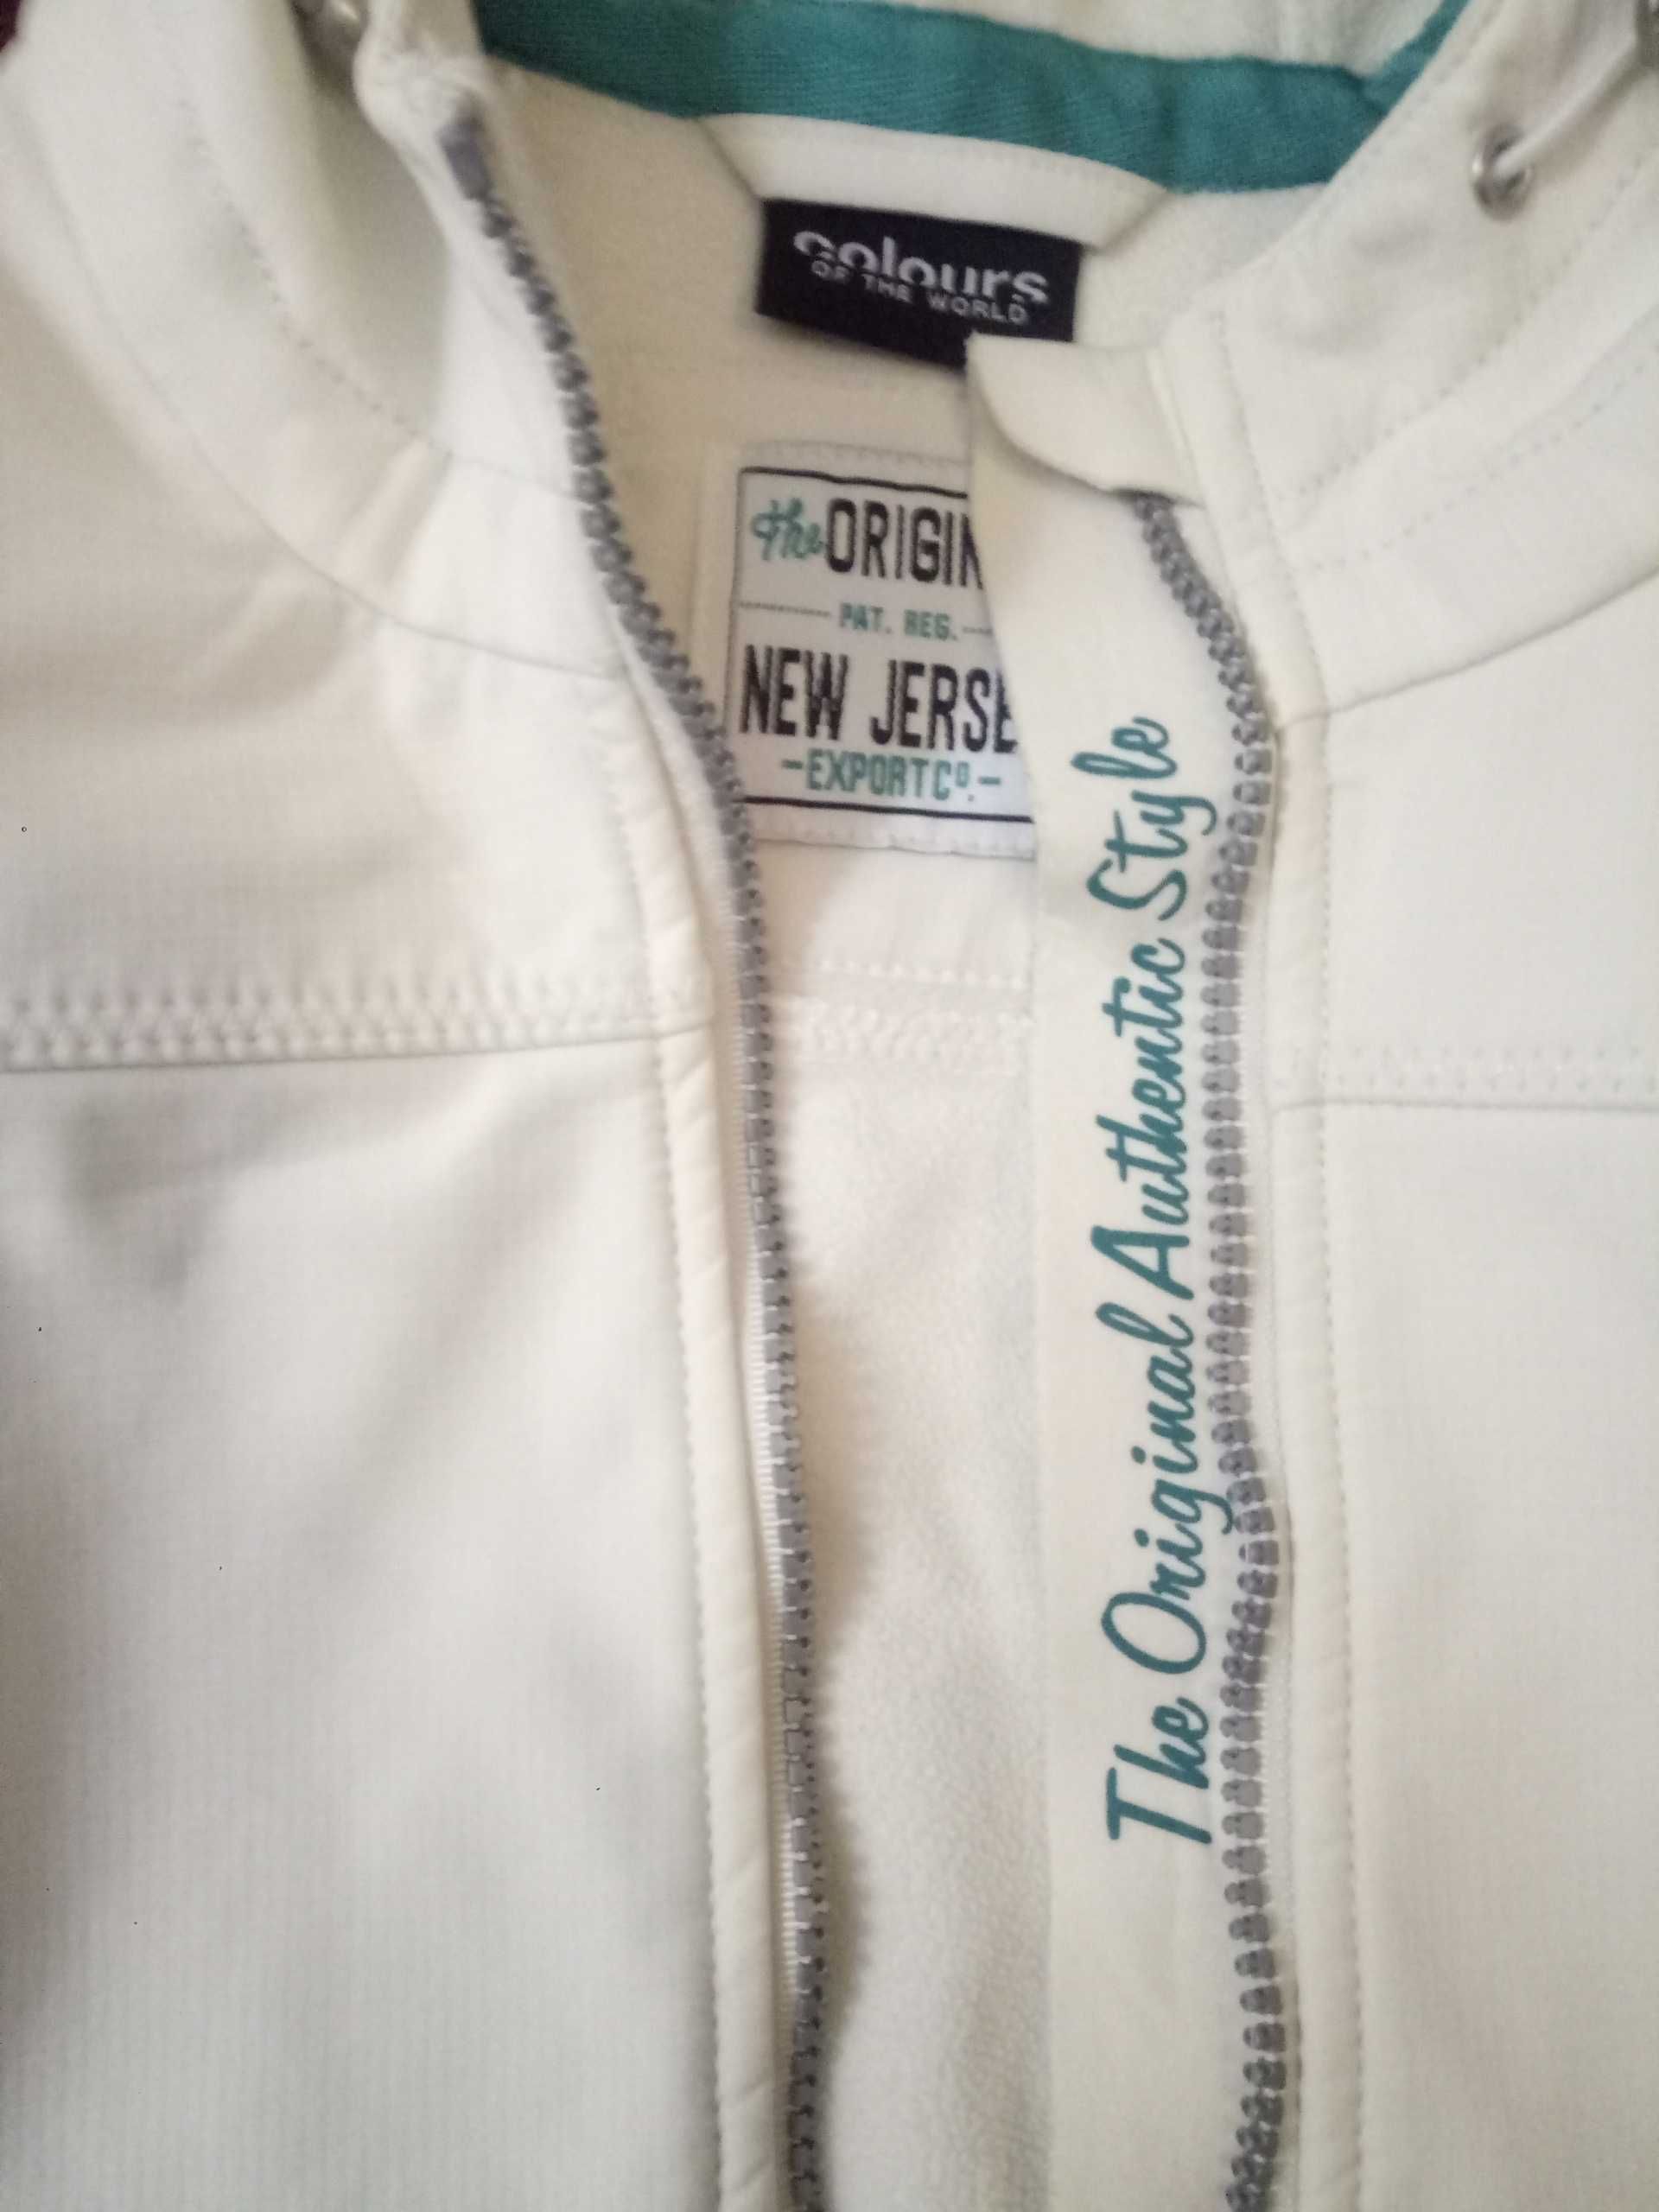 colours
OF THE WORLD
the ORIGIN
PAT. REG.
NEW JERSE
-EXPORT Cº.-
The Original Authentic Style